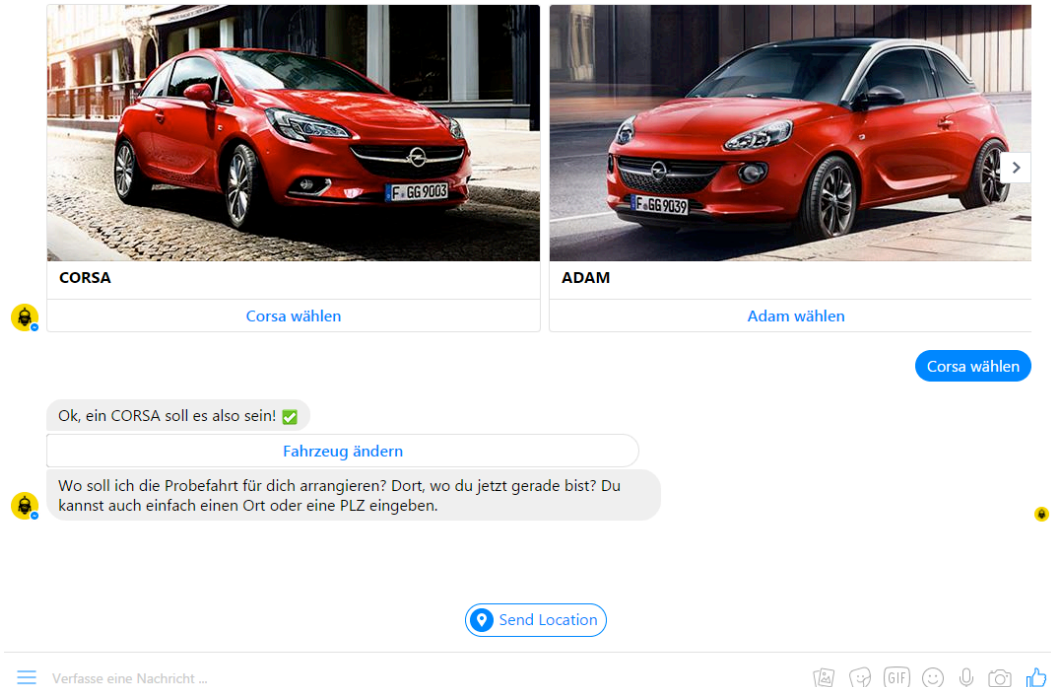 F GG 9003
F GG 9039
CORSA
ADAM
Corsa wählen
Adam wählen
Corsa wählen
Ok, ein CORSA soll es also sein!
Fahrzeug ändern
Wo soll ich die Probefahrt für dich arrangieren? Dort, wo du jetzt gerade bist? Du
kannst auch einfach einen Ort oder eine PLZ eingeben.
Send Location
Verfasse eine Nachricht ...
GIF